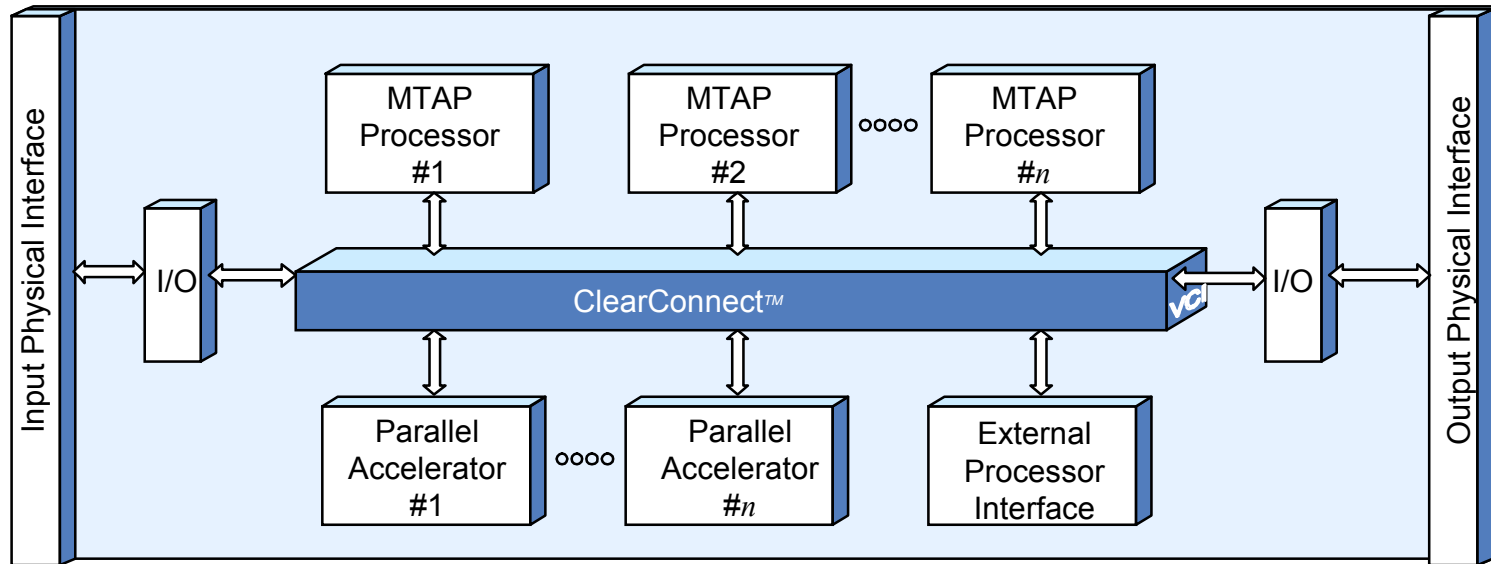 Input Physical Interface
I/O
MTAP
Processor
#1
MTAP
Processor
#2
MTAP
Processor
#n
ClearConnect™
VCI
Parallel
Accelerator
#1
Parallel
Accelerator
#n
External
Processor
Interface
I/O
Output Physical Interface